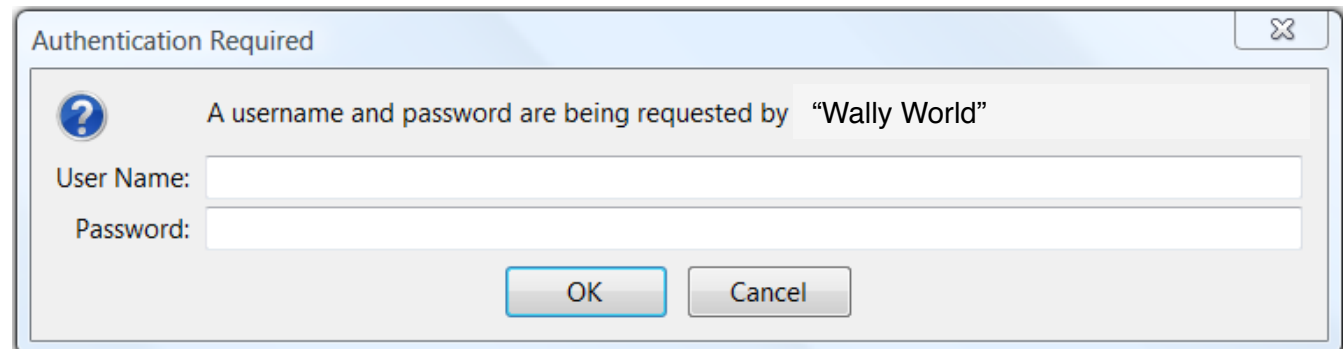 Authentication Required
A username and password are being requested by “Wally World”
User Name:
Password:
OK Cancel